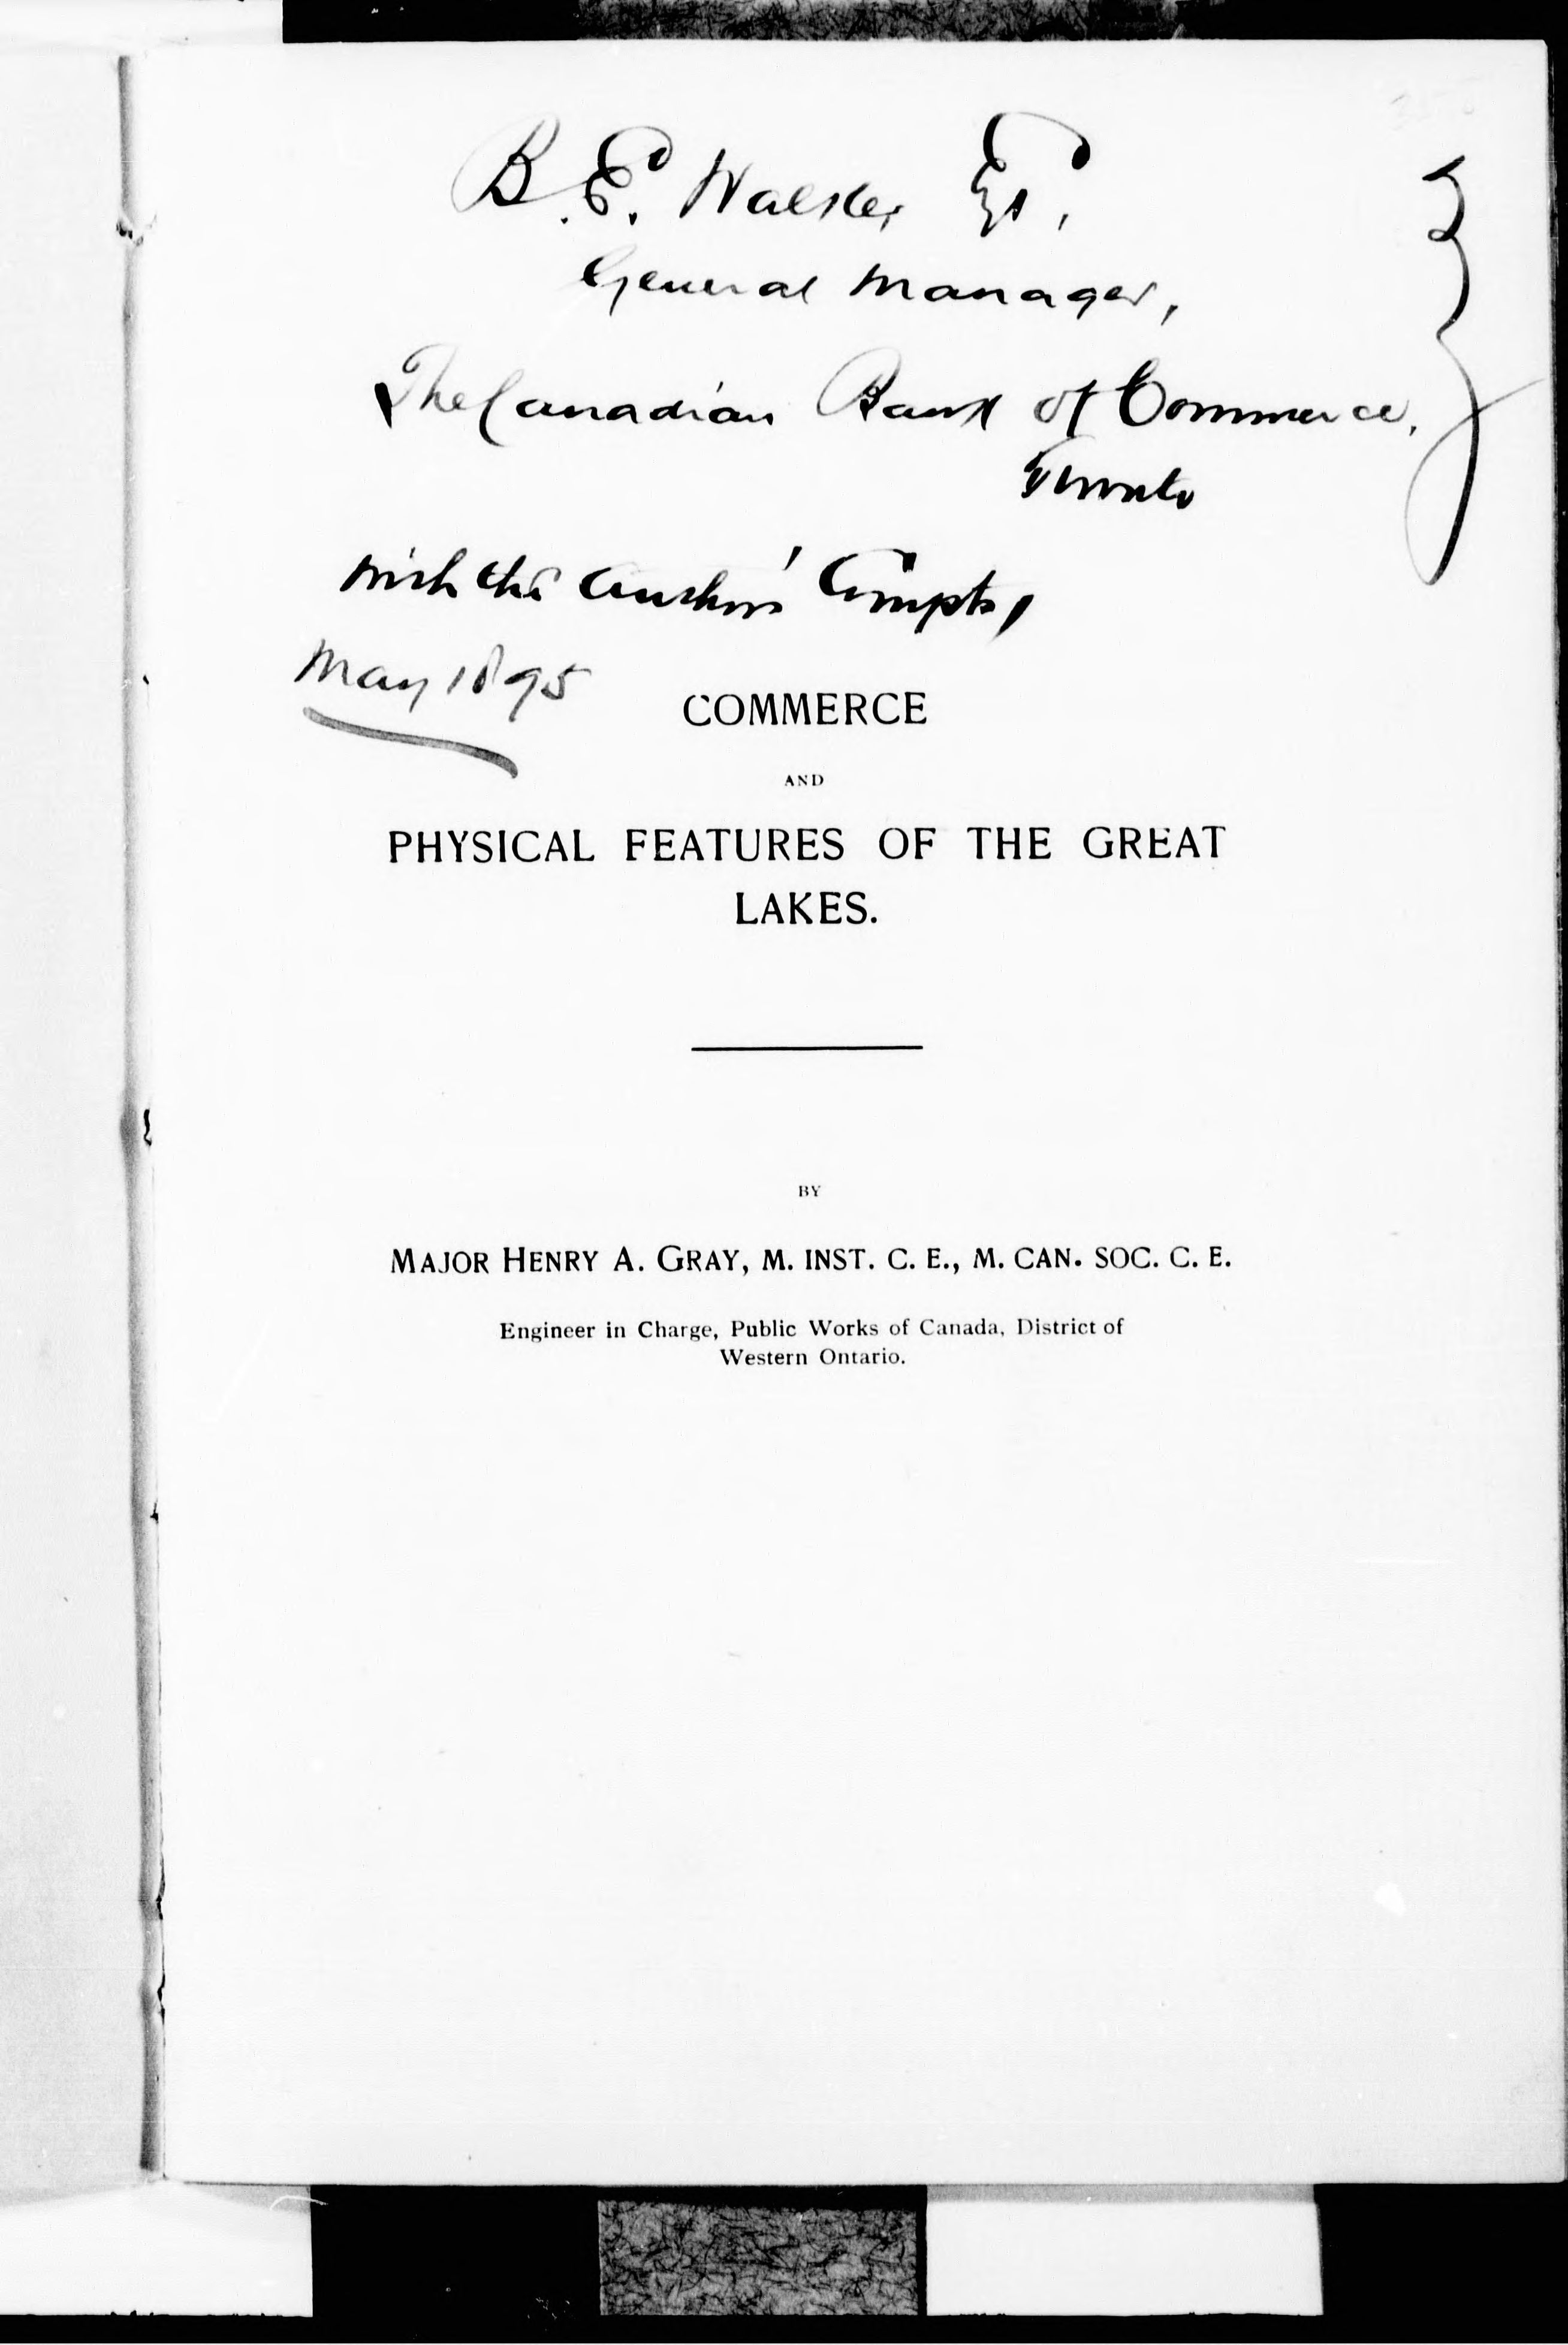 B. E. Walker Esq.
General Manager,
The Canadian Bank of Commerce,
Toronto
with the author's Compts,
May 1895
COMMERCE
AND
PHYSICAL FEATURES OF THE GREAT
LAKES.
BY
MAJOR HENRY A. GRAY, M. INST. C. E., M. CAN. SOC. C. E.
Engineer in Charge, Public Works of Canada, District of
Western Ontario.